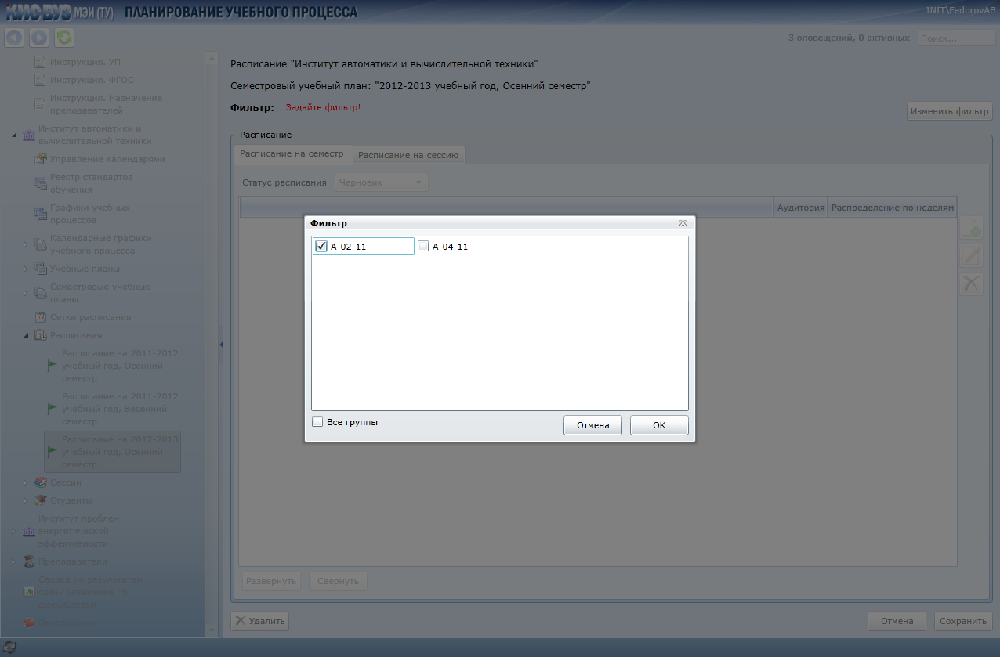 КИС ВУЗ МЭИ (ТУ) ПЛАНИРОВАНИЕ УЧЕБНОГО ПРОЦЕССА
INIT\FedorovAB
3 оповещений, 0 активных
Поиск...
Инструкция. УП
Инструкция. ФГОС
Инструкция. Назначение
преподавателей
Институт автоматики и
вычислительной техники
Управление календарями
Реестр стандартов
обучения
Графики учебных
процессов
Календарные графики
учебного процесса
Учебные планы
Семестровые учебные
планы
Сетки расписания
Расписания
Расписание на 2011-2012
учебный год, Осенний
семестр
Расписание на 2011-2012
учебный год, Весенний
семестр
Расписание на 2012-2013
учебный год, Осенний
семестр
Сессии
Студенты
Институт проблем
энергетической
эффективности
Преподаватели
Сводка по результатам
сдачи экзаменов по
факультетам
Расписание "Институт автоматики и вычислительной техники"
Семестровый учебный план: "2012-2013 учебный год, Осенний семестр"
Фильтр: Задайте фильтр!
Изменить фильтр
Расписание
Расписание на семестр
Расписание на сессию
Статус расписания
Черновик
Аудитория
Распределение по неделям
Фильтр
А-02-11
А-04-11
Все группы
Отмена
OK
Развернуть
Свернуть
Удалить
Отмена
Сохранить